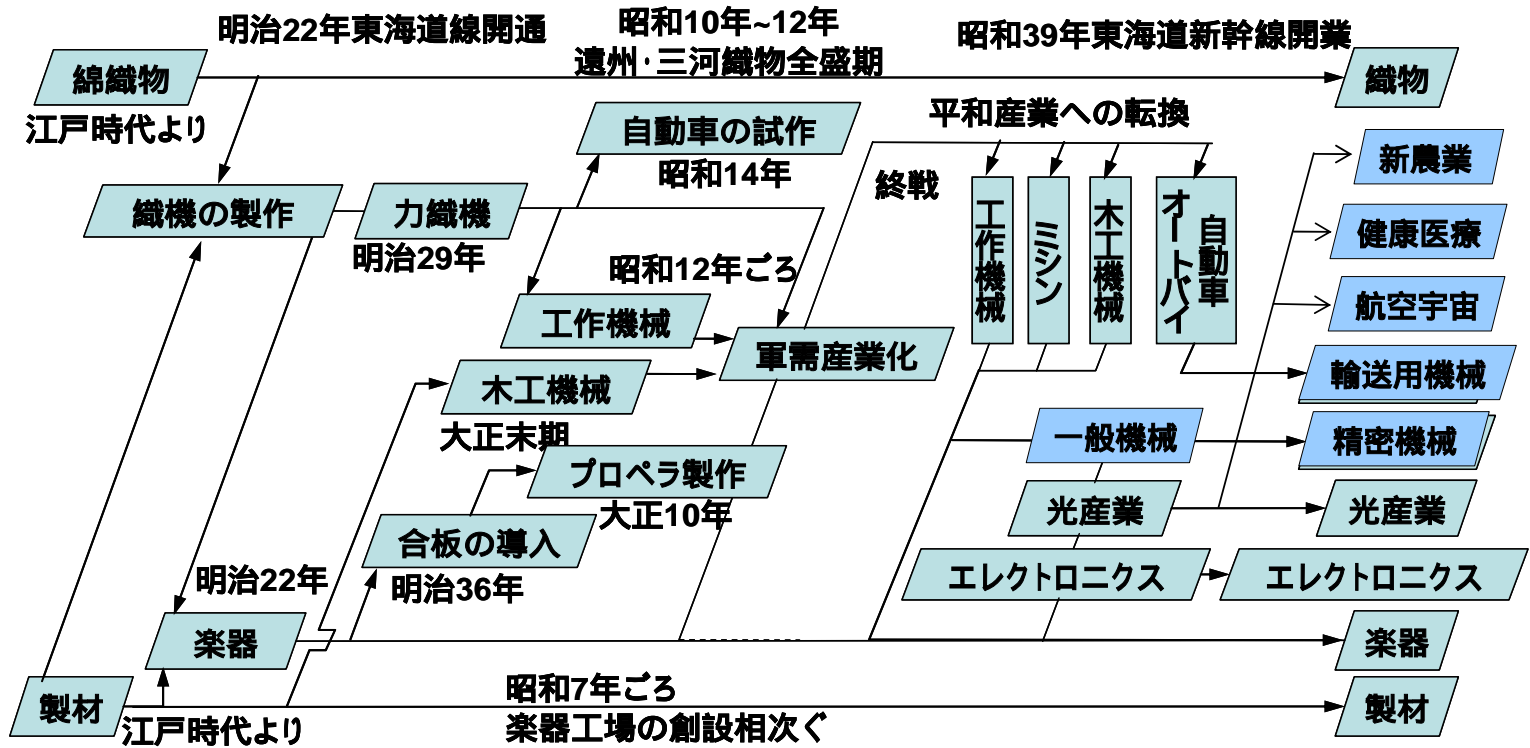 明治22年東海道線開通
昭和10年~12年
遠州·三河織物全盛期
昭和39年東海道新幹線開業
綿織物
江戸時代より
織物
自動車の試作
昭和14年
平和産業への転換
終戦
新農業
織機の製作
力織機
明治29年
工作機械
ミシン
木工機械
オートバイ
自動車
健康医療
昭和12年ごろ
工作機械
航空宇宙
軍需産業化
木工機械
大正末期
輸送用機械
一般機械
精密機械
プロペラ製作
大正10年
光産業
光産業
合板の導入
明治36年
エレクトロニクス
エレクトロニクス
明治22年
楽器
楽器
製材
江戸時代より
昭和7年ごろ
楽器工場の創設相次ぐ
製材